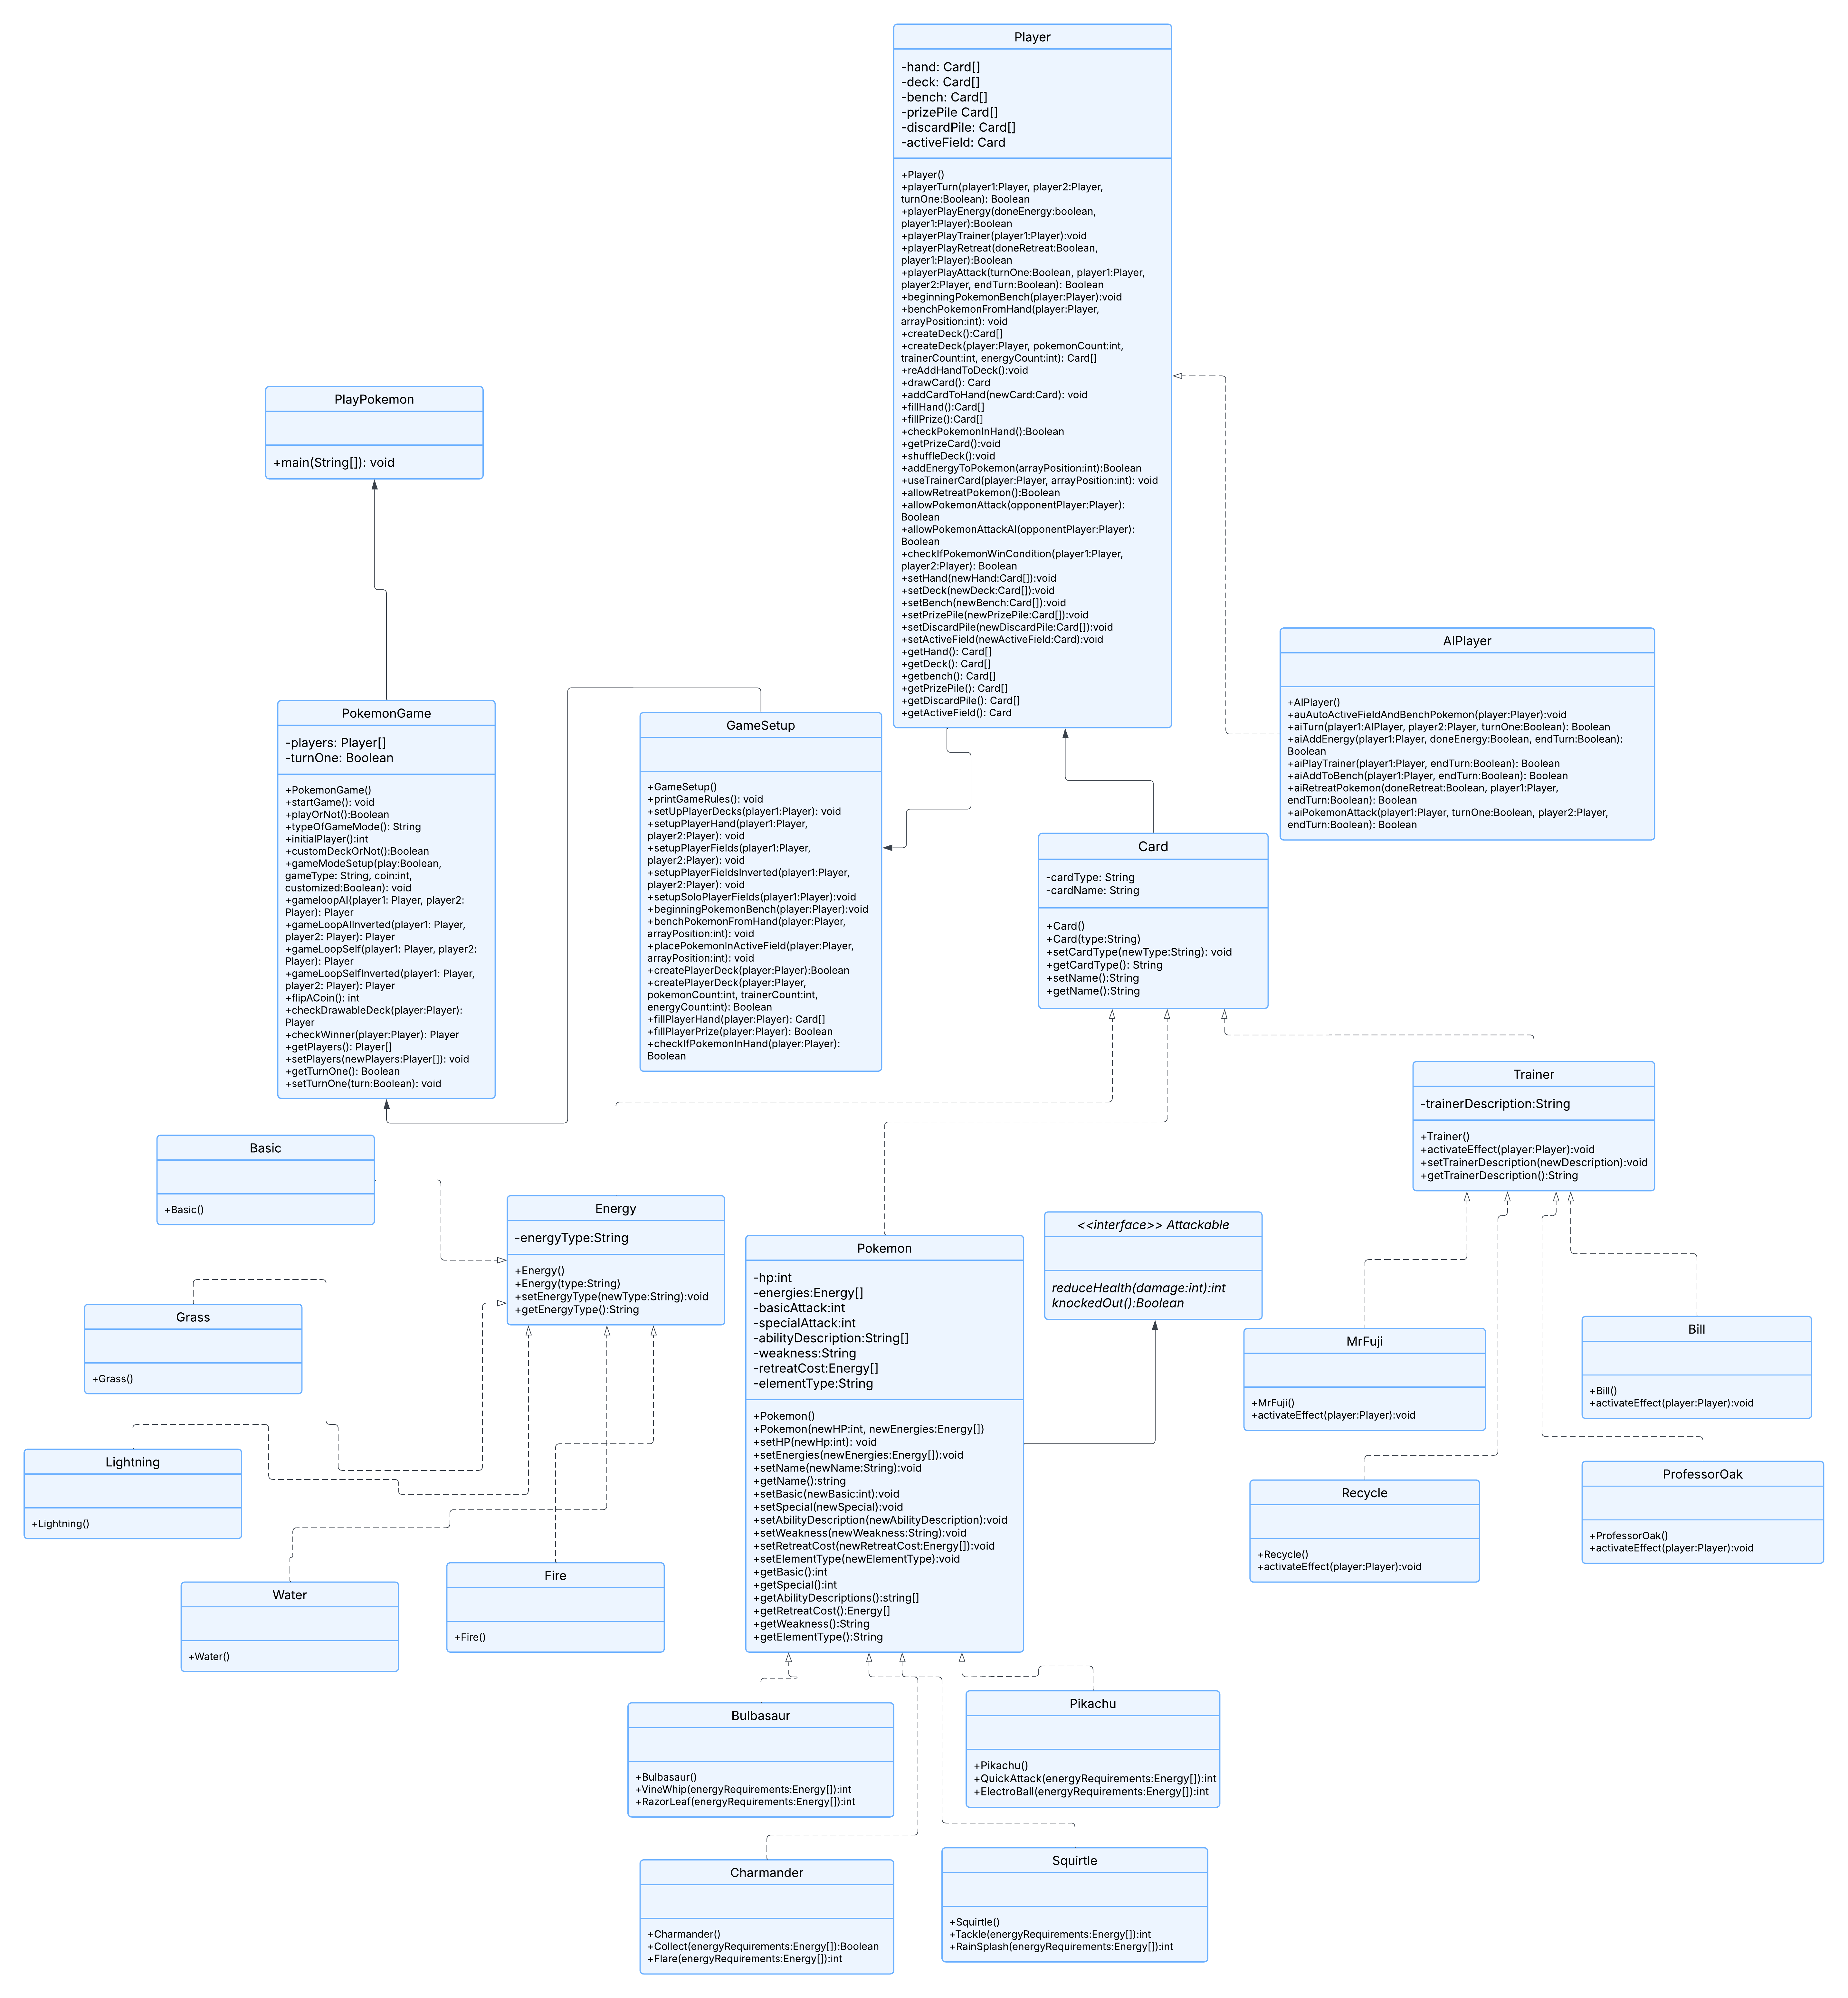 Player
-hand: Card[]
-deck: Card[]
-bench: Card[]
-prizePile Card[]
-discardPile: Card[]
-activeField: Card
+Player()
+playerTurn(player1:Player, player2:Player,
turnOne:Boolean): Boolean
+playerPlayEnergy(doneEnergy:boolean,
player1:Player):Boolean
+playerPlayTrainer(player1:Player):void
+playerPlayRetreat(doneRetreat:Boolean,
player1:Player):Boolean
+playerPlayAttack(turnOne:Boolean, player1:Player,
player2:Player, endTurn:Boolean): Boolean
+beginningPokemonBench(player:Player):void
+benchPokemonFromHand(player:Player,
arrayPosition:int): void
+createDeck():Card[]
+createDeck(player:Player, pokemonCount:int,
trainerCount:int, energyCount:int): Card[]
+reAddHandToDeck():void
+drawCard(): Card
+addCardToHand(newCard:Card): void
+fillHand():Card[]
+fillPrize():Card[]
+checkPokemonInHand():Boolean
+getPrizeCard():void
+shuffleDeck():void
+addEnergyToPokemon(arrayPosition:int):Boolean
+useTrainerCard(player:Player, arrayPosition:int): void
+allowRetreatPokemon():Boolean
+allowPokemonAttack(opponentPlayer:Player):
Boolean
+allowPokemonAttackAI(opponentPlayer:Player):
Boolean
+checkIfPokemonWinCondition(player1:Player,
player2:Player): Boolean
+setHand(newHand:Card[]):void
+setDeck(newDeck:Card[]):void
+setBench(newBench:Card[]):void
+setPrizePile(newPrizePile:Card[]):void
+setDiscardPile(newDiscardPile:Card[]):void
+setActiveField(newActiveField:Card):void
+getHand(): Card[]
+getDeck(): Card[]
+getbench(): Card[]
+getPrizePile(): Card[]
+getDiscardPile(): Card[]
+getActiveField(): Card
PlayPokemon
+main(String[]): void
AIPlayer
+AIPlayer()
+auAutoActiveFieldAndBenchPokemon(player:Player):void
+aiTurn(player1:AIPlayer, player2:Player, turnOne:Boolean): Boolean
+aiAddEnergy(player1:Player, doneEnergy:Boolean, endTurn:Boolean):
Boolean
+aiPlayTrainer(player1:Player, endTurn:Boolean): Boolean
+aiAddToBench(player1:Player, endTurn:Boolean): Boolean
+aiRetreatPokemon(doneRetreat:Boolean, player1:Player,
endTurn:Boolean): Boolean
+aiPokemonAttack(player1:Player, turnOne:Boolean, player2:Player,
endTurn:Boolean): Boolean
PokemonGame
-players: Player[]
-turnOne: Boolean
+PokemonGame()
+startGame(): void
+playOrNot():Boolean
+typeOfGameMode(): String
+initialPlayer():int
+customDeckOrNot():Boolean
+gameModeSetup(play:Boolean,
gameType: String, coin:int,
customized:Boolean): void
+gameloopAI(player1: Player, player2:
Player): Player
+gameLoopAIInverted(player1: Player,
player2: Player): Player
+gameLoopSelf(player1: Player, player2:
Player): Player
+gameLoopSelfInverted(player1: Player,
player2: Player): Player
+flipACoin(): int
+checkDrawableDeck(player:Player):
Player
+checkWinner(player:Player): Player
+getPlayers(): Player[]
+setPlayers(newPlayers:Player[]): void
+getTurnOne(): Boolean
+setTurnOne(turn:Boolean): void
GameSetup
+GameSetup()
+printGameRules(): void
+setUpPlayerDecks(player1:Player): void
+setupPlayerHand(player1:Player,
player2:Player): void
+setupPlayerFields(player1:Player,
player2:Player): void
+setupPlayerFieldsInverted(player1:Player,
player2:Player): void
+setupSoloPlayerFields(player1:Player):void
+beginningPokemonBench(player:Player):void
+benchPokemonFromHand(player:Player,
arrayPosition:int): void
+placePokemonInActiveField(player:Player,
arrayPosition:int): void
+createPlayerDeck(player:Player):Boolean
+createPlayerDeck(player:Player,
pokemonCount:int, trainerCount:int,
energyCount:int): Boolean
+fillPlayerHand(player:Player): Card[]
+fillPlayerPrize(player:Player): Boolean
+checkIfPokemonInHand(player:Player):
Boolean
Card
-cardType: String
-cardName: String
+Card()
+Card(type:String)
+setCardType(newType:String): void
+getCardType(): String
+setName():String
+getName():String
Trainer
-trainerDescription:String
+Trainer()
+activateEffect(player:Player):void
+setTrainerDescription(newDescription):void
+getTrainerDescription():String
Basic
+Basic()
Energy
-energyType:String
+Energy()
+Energy(type:String)
+setEnergyType(newType:String):void
+getEnergyType():String
Pokemon
-hp:int
-energies:Energy[]
-basicAttack:int
-specialAttack:int
-abilityDescription:String[]
-weakness:String
-retreatCost:Energy[]
-elementType:String
+Pokemon()
+Pokemon(newHP:int, newEnergies:Energy[])
+setHP(newHp:int): void
+setEnergies(newEnergies:Energy[]):void
+setName(newName:String):void
+getName():string
+setBasic(newBasic:int):void
+setSpecial(newSpecial):void
+setAbilityDescription(newAbilityDescription):void
+setWeakness(newWeakness:String):void
+setRetreatCost(newRetreatCost:Energy[]):void
+setElementType(newElementType):void
+getBasic():int
+getSpecial():int
+getAbilityDescriptions():string[]
+getRetreatCost():Energy[]
+getWeakness():String
+getElementType():String
<<interface>> Attackable
reduceHealth(damage:int):int
knockedOut():Boolean
Grass
+Grass()
MrFuji
+MrFuji()
+activateEffect(player:Player):void
Bill
+Bill()
+activateEffect(player:Player):void
Lightning
+Lightning()
Recycle
+Recycle()
+activateEffect(player:Player):void
ProfessorOak
+ProfessorOak()
+activateEffect(player:Player):void
Water
+Water()
Fire
+Fire()
Bulbasaur
+Bulbasaur()
+VineWhip(energyRequirements:Energy[]):int
+RazorLeaf(energyRequirements:Energy[]):int
Pikachu
+Pikachu()
+QuickAttack(energyRequirements:Energy[]):int
+ElectroBall(energyRequirements:Energy[]):int
Charmander
+Charmander()
+Collect(energyRequirements:Energy[]):Boolean
+Flare(energyRequirements:Energy[]):int
Squirtle
+Squirtle()
+Tackle(energyRequirements:Energy[]):int
+RainSplash(energyRequirements:Energy[]):int